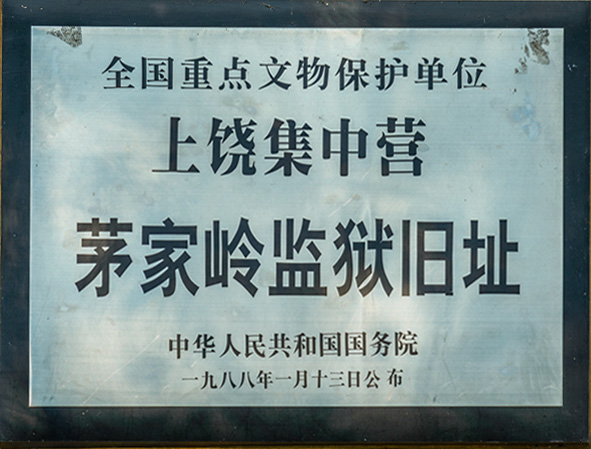 全国重点文物保护单位
上饶集中营
茅家岭监狱旧址
中华人民共和国国务院
一九八八年一月十三日公布